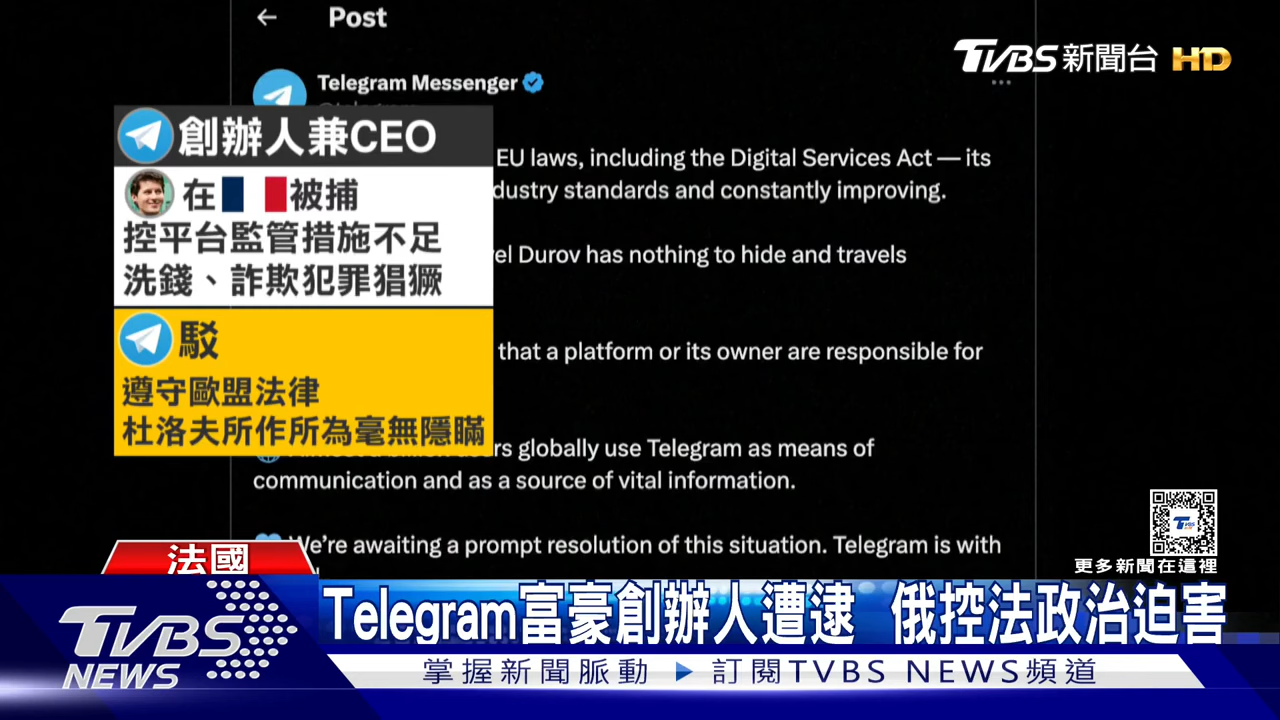 Post
TVBS新聞台 HD
Telegram Messenger
創辦人兼CEO
EU laws, including the Digital Services Act — its
在 被捕
dustry standards and constantly improving.
控平台監管措施不足
洗錢、詐欺犯罪猖獗
Durov has nothing to hide and travels
駁
that a platform or its owner are responsible for
遵守歐盟法律
杜洛夫所作所為毫無隱瞞
globally use Telegram as means of
communication and as a source of vital information.
We’re awaiting a prompt resolution of this situation. Telegram is with
TVBS
更多新聞在這裡
法國
Telegram富豪創辦人遭逮 俄控法政治迫害
TVBS
NEWS
掌握新聞脈動 ▶ 訂閱TVBS NEWS頻道